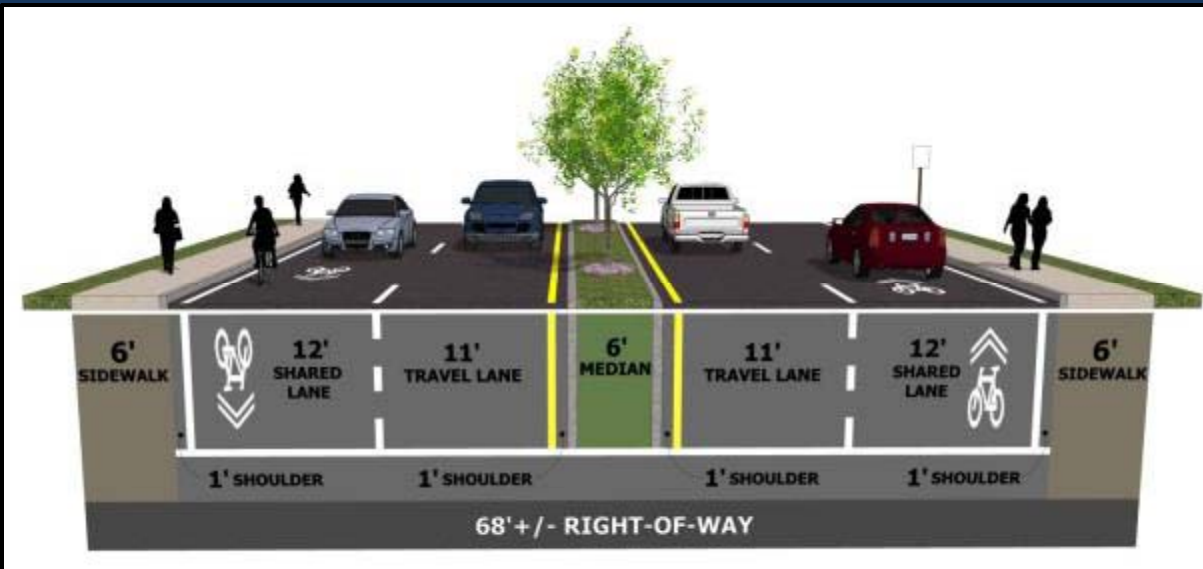 6'
SIDEWALK
12'
SHARED
LANE
11'
TRAVEL LANE
6'
MEDIAN
11'
TRAVEL LANE
12'
SHARED
LANE
6'
SIDEWALK
1' SHOULDER
1' SHOULDER
1' SHOULDER
1' SHOULDER
68'+/- RIGHT-OF-WAY